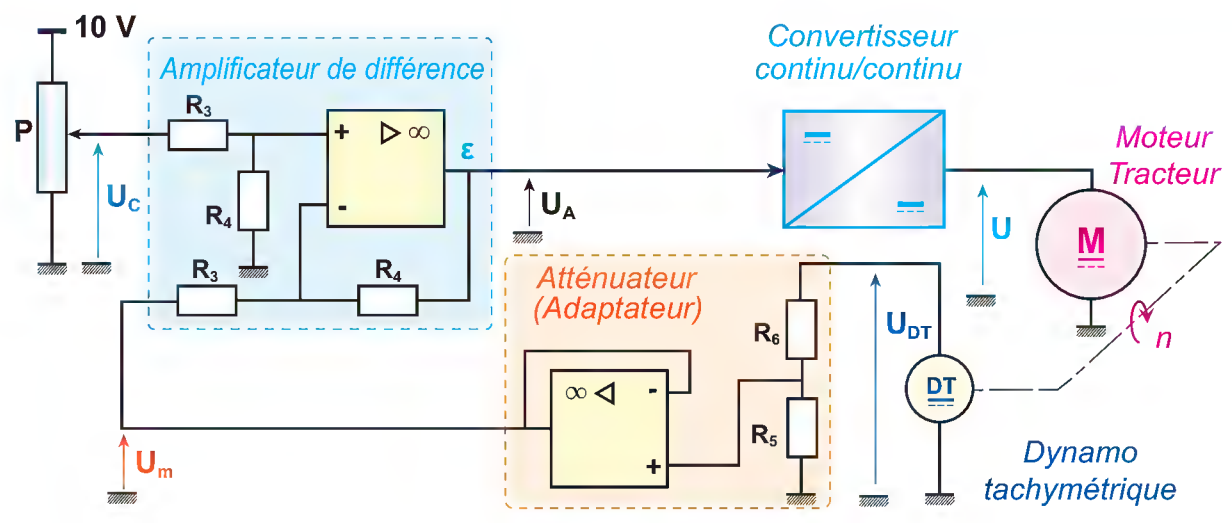 10 V
Amplificateur de différence
Convertisseur
continu/continu
Moteur
Tracteur
P
R3
+
▷ ∞
-
ε
R4
UC
UA
U
M
R3
R4
Atténuateur
(Adaptateur)
R6
UDT
n
∞ ◁
-
+
R5
DT
Um
Dynamo
tachymétrique